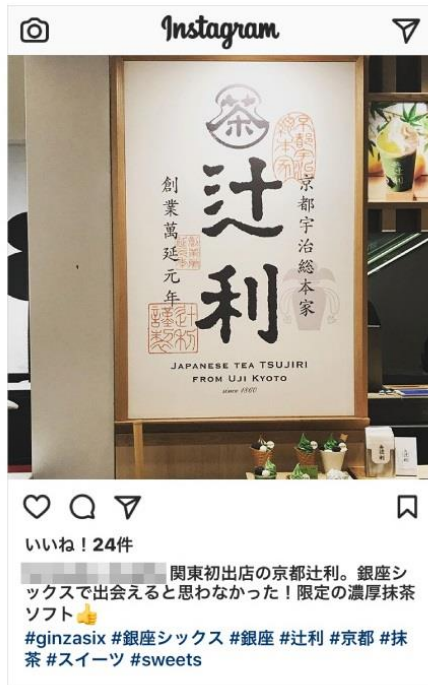 Instagram
茶
辻利
京都宇治総本家
創業萬延元年
JAPANESE TEA TSUJIRI
FROM UJI KYOTO
since 1860
いいね！24件
関東初出店の京都辻利。銀座シ
ックスで出会えると思わなかった！限定の濃厚抹茶
ソフト👍
#ginzasix #銀座シックス #銀座 #辻利 #京都 #抹
茶 #スイーツ #sweets